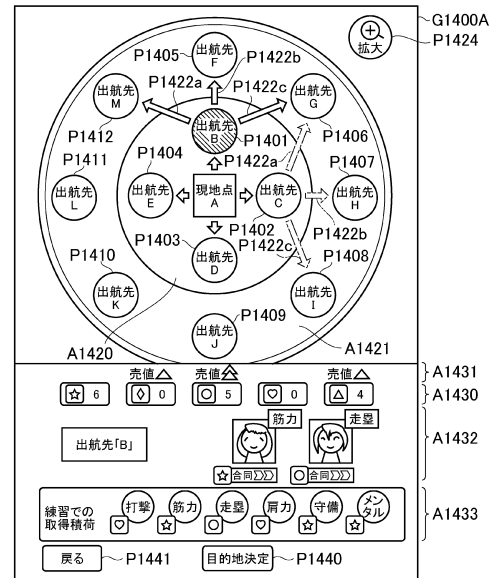 G1400A
拡大
P1424
出航先
F
P1405
P1422b
P1422a
P1422c
出航先
M
出航先
G
P1412
出航先
B
P1401
P1406
P1411
P1404
P1422a
P1407
出航先
L
出航先
E
現地点
A
出航先
C
出航先
H
P1403
P1402
P1422b
P1422c
P1410
出航先
D
P1408
出航先
K
出航先
I
P1409
A1420
出航先
J
A1421
売値△
売値
売値△
A1431
☆ 6
◇ 0
○ 5
♡ 0
△ 4
A1430
筋力
走塁
A1432
出航先「B」
☆ 合同
○ 合同
練習での
取得積荷
打撃
筋力
走塁
肩力
守備
メン
タル
♡
☆
○
♡
☆
☆
A1433
戻る
P1441
目的地決定
P1440